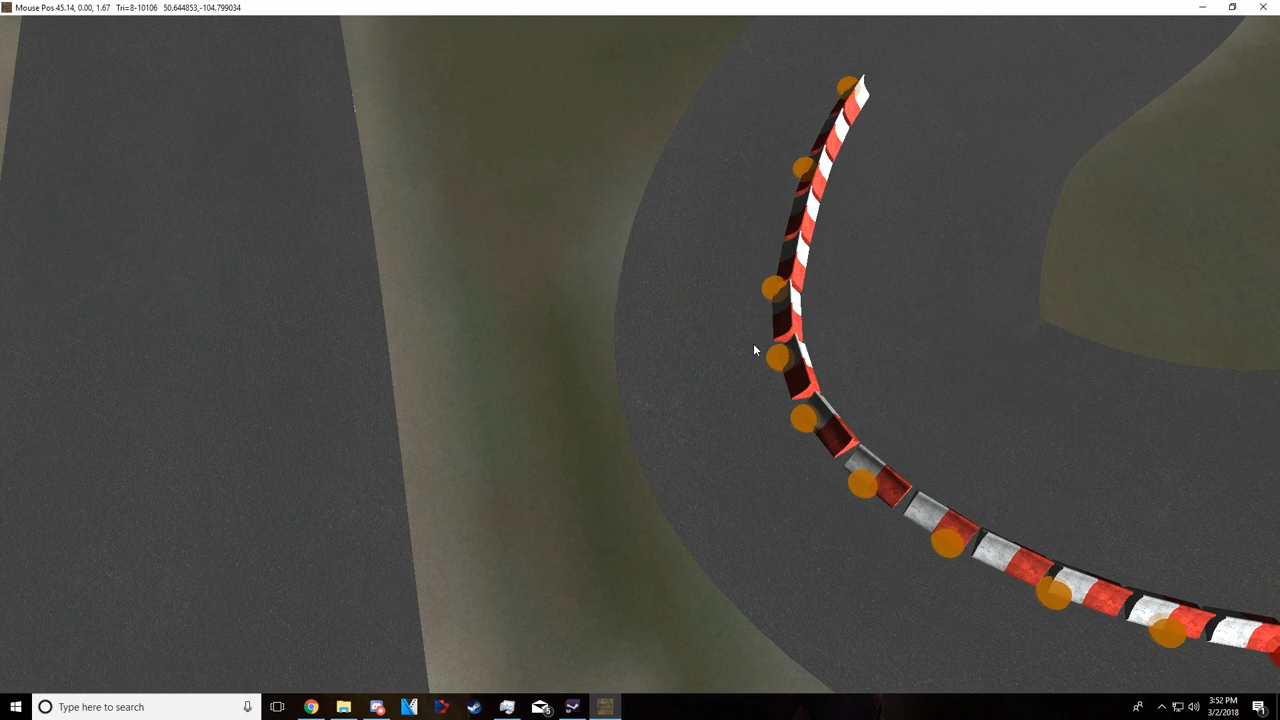 Mouse Pos 45.14, 0.00, 1.67  Tri=8-10106  50.644853,-104.799034
Type here to search
3:52 PM
3/2/2018